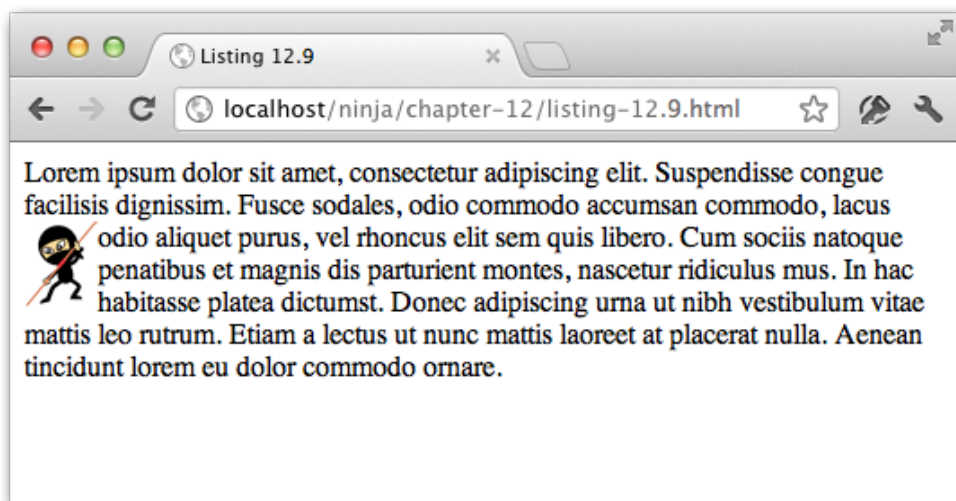 Listing 12.9
localhost/ninja/chapter-12/listing-12.9.html
Lorem ipsum dolor sit amet, consectetur adipiscing elit. Suspendisse congue
facilisis dignissim. Fusce sodales, odio commodo accumsan commodo, lacus
odio aliquet purus, vel rhoncus elit sem quis libero. Cum sociis natoque
penatibus et magnis dis parturient montes, nascetur ridiculus mus. In hac
habitasse platea dictumst. Donec adipiscing urna ut nibh vestibulum vitae
mattis leo rutrum. Etiam a lectus ut nunc mattis laoreet at placerat nulla. Aenean
tincidunt lorem eu dolor commodo ornare.